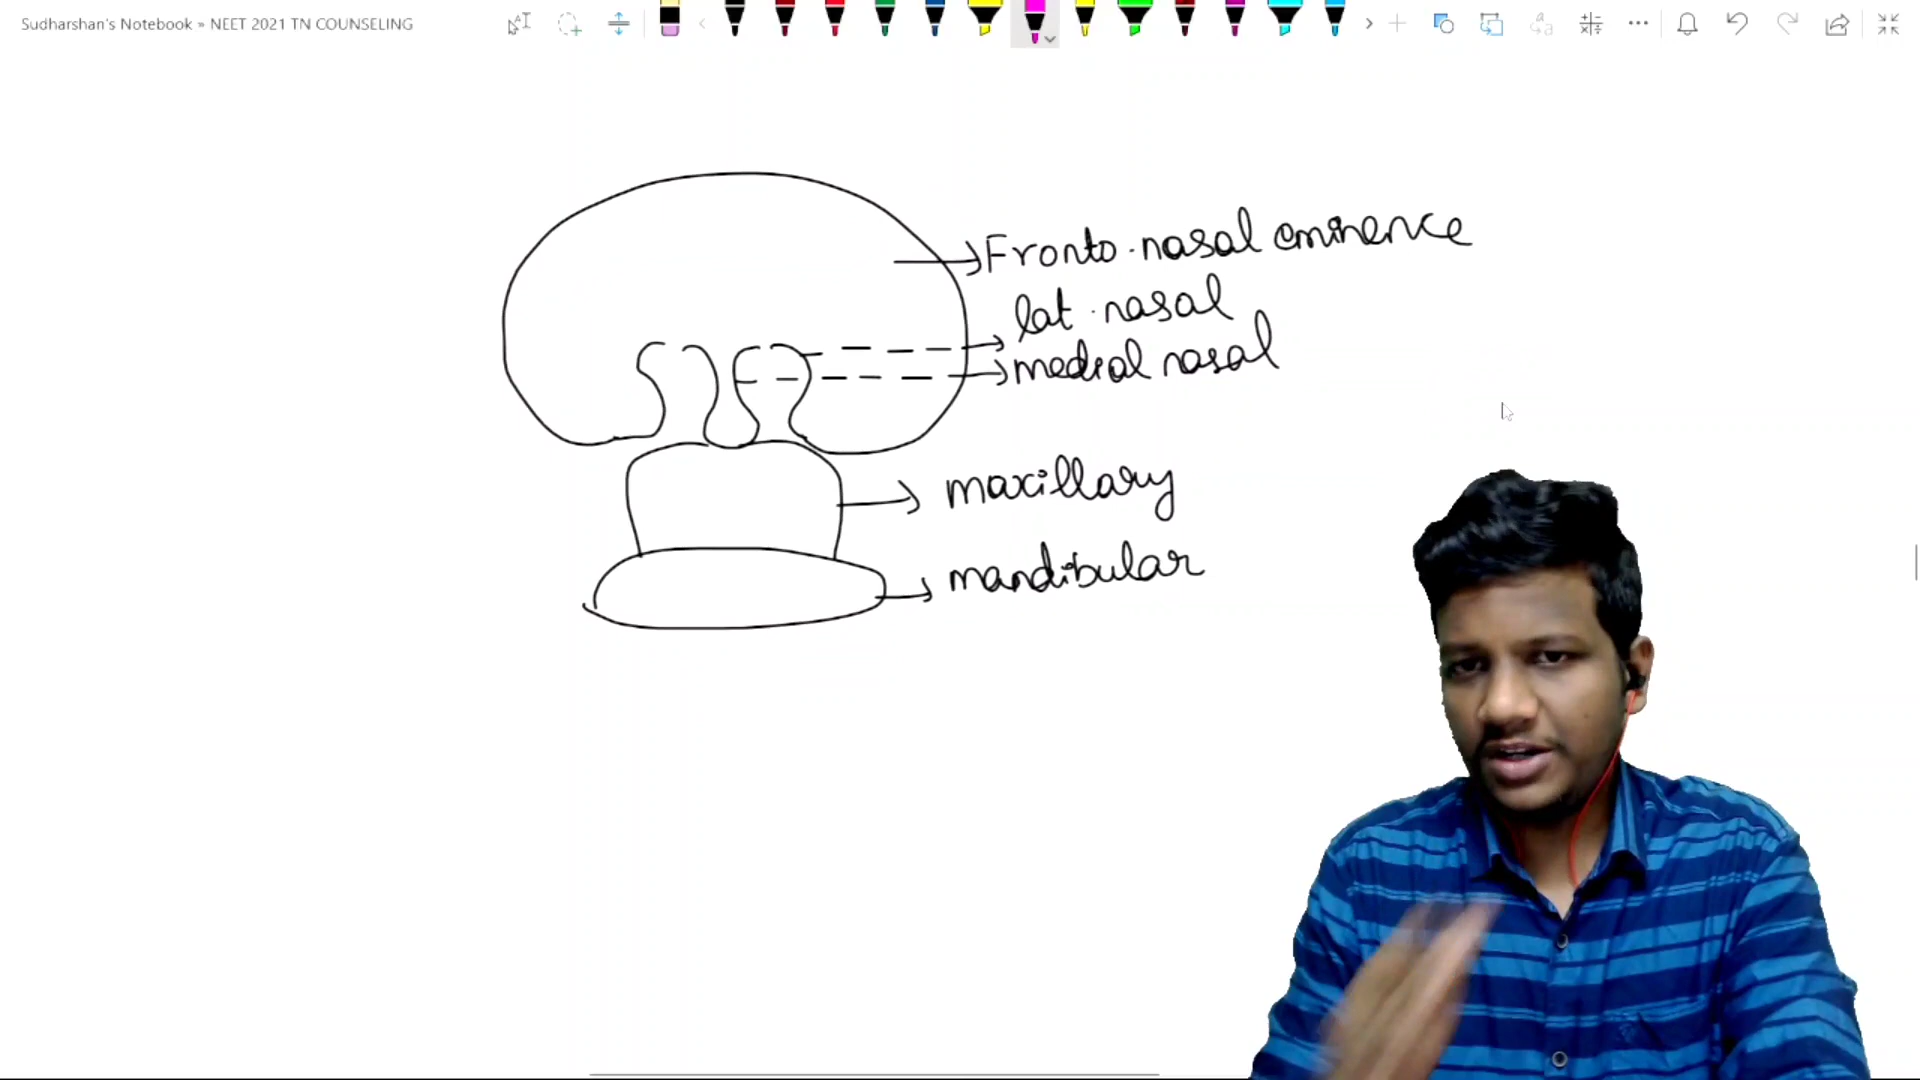 Sudharshan's Notebook » NEET 2021 TN COUNSELING
Fronto-nasal eminence
lat. nasal
medial nasal
maxillary
mandibular